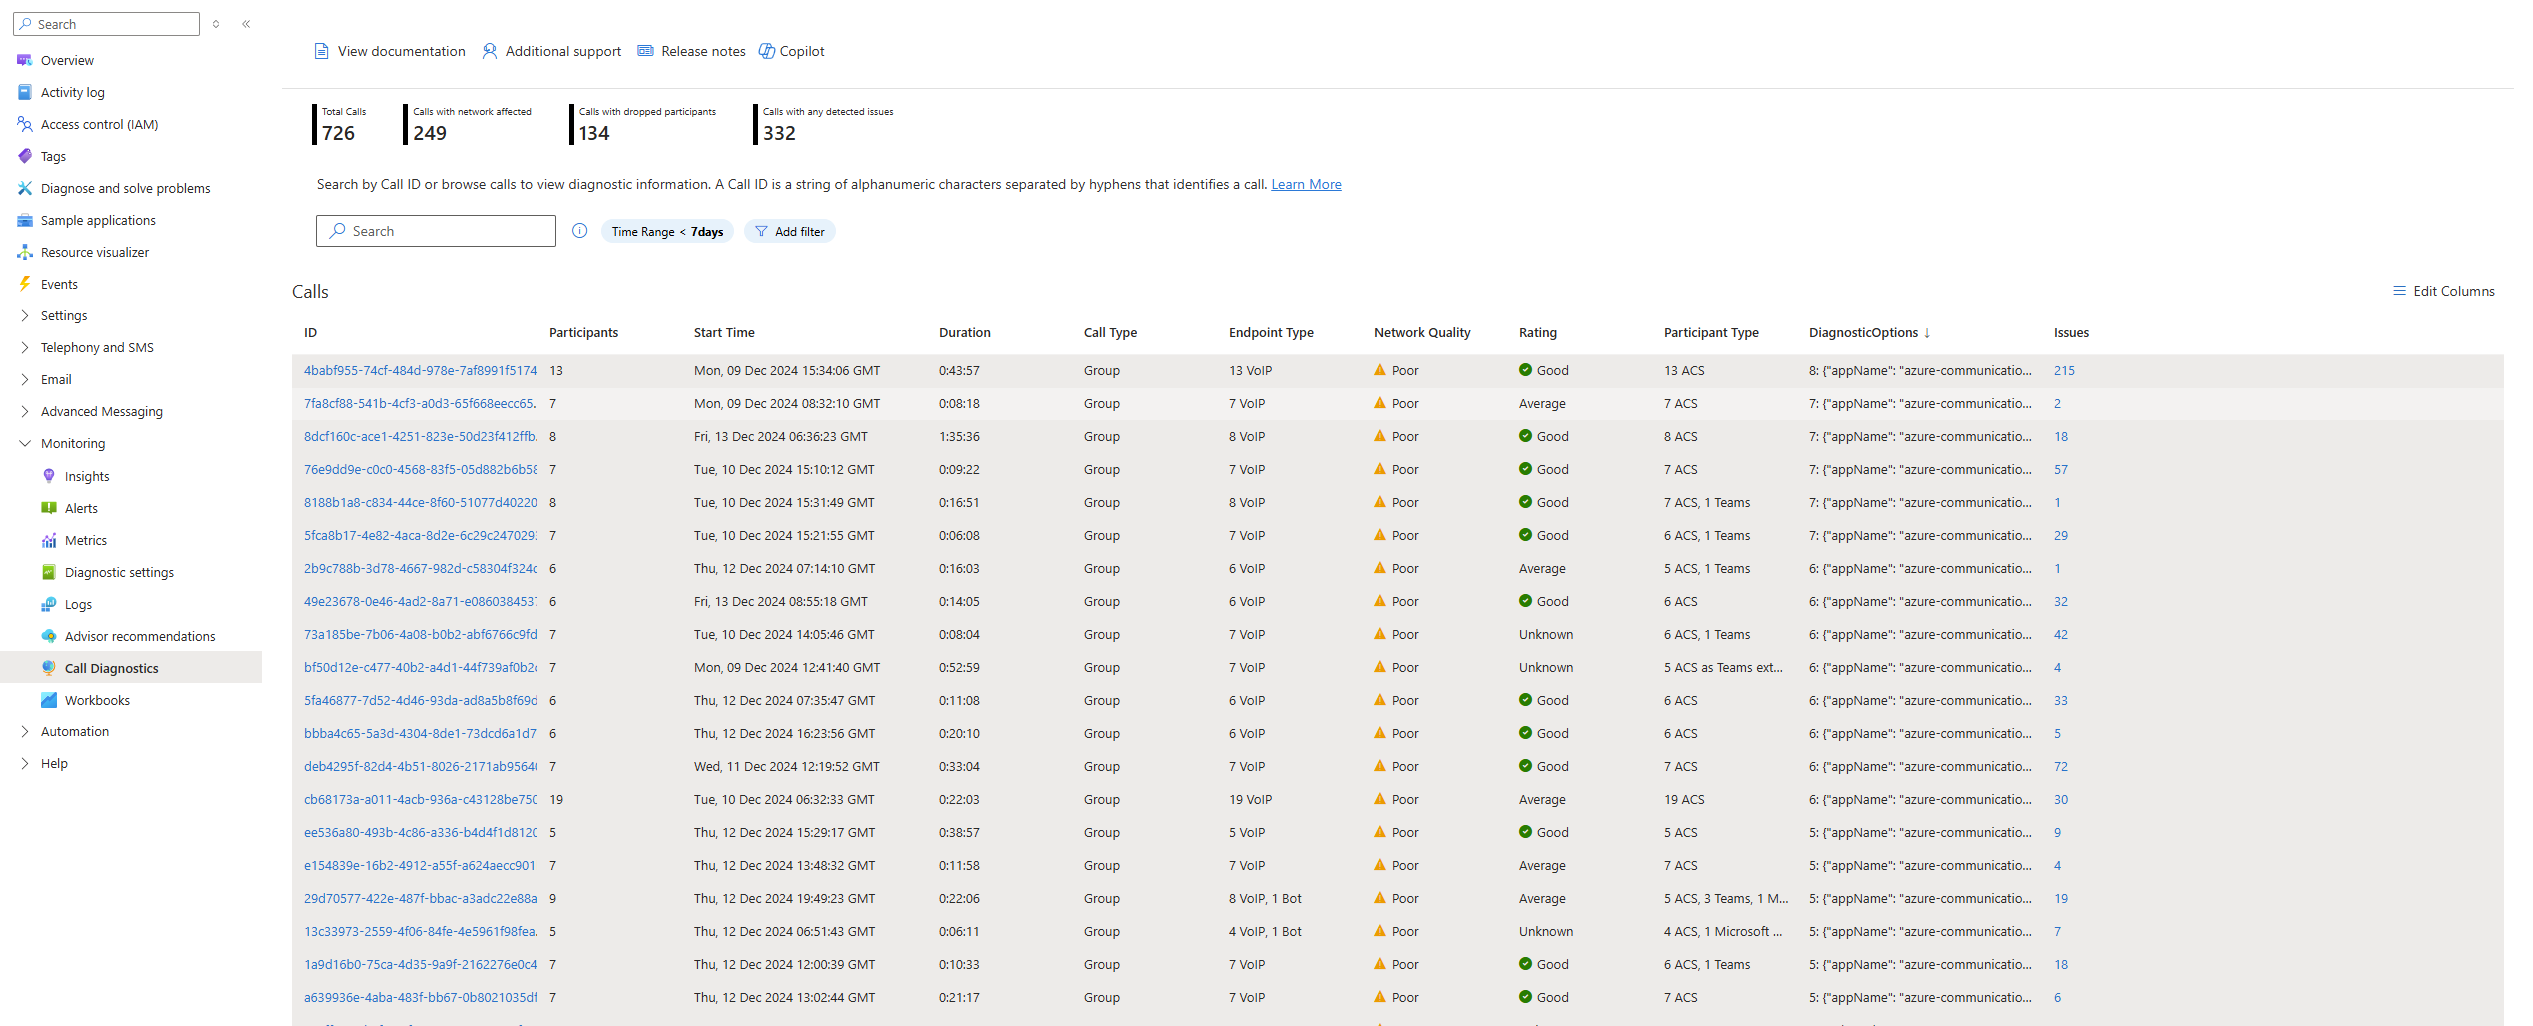 Search
Overview
Activity log
Access control (IAM)
Tags
Diagnose and solve problems
Sample applications
Resource visualizer
Events
Settings
Telephony and SMS
Email
Advanced Messaging
Monitoring
Insights
Alerts
Metrics
Diagnostic settings
Logs
Advisor recommendations
Call Diagnostics
Workbooks
Automation
Help
View documentation Additional support Release notes Copilot
Total Calls Calls with network affected Calls with dropped participants Calls with any detected issues
726 249 134 332
Search by Call ID or browse calls to view diagnostic information. A Call ID is a string of alphanumeric characters separated by hyphens that identifies a call. Learn More
Search Time Range < 7days Add filter
Calls Edit Columns
ID Participants Start Time Duration Call Type Endpoint Type Network Quality Rating Participant Type DiagnosticOptions ↓ Issues
4babf955-74cf-484d-978e-7af8991f5174 13 Mon, 09 Dec 2024 15:34:06 GMT 0:43:57 Group 13 VoIP Poor Good 13 ACS 8: {"appName": "azure-communicatio... 215
7fa8cf88-541b-4cf3-a0d3-65f668eecc65. 7 Mon, 09 Dec 2024 08:32:10 GMT 0:08:18 Group 7 VoIP Poor Average 7 ACS 7: {"appName": "azure-communicatio... 2
8dcf160c-ace1-4251-823e-50d23f412ffb. 8 Fri, 13 Dec 2024 06:36:23 GMT 1:35:36 Group 8 VoIP Poor Good 8 ACS 7: {"appName": "azure-communicatio... 18
76e9dd9e-c0c0-4568-83f5-05d882b6b58 7 Tue, 10 Dec 2024 15:10:12 GMT 0:09:22 Group 7 VoIP Poor Good 7 ACS 7: {"appName": "azure-communicatio... 57
8188b1a8-c834-44ce-8f60-51077d40220 8 Tue, 10 Dec 2024 15:31:49 GMT 0:16:51 Group 8 VoIP Poor Good 7 ACS, 1 Teams 7: {"appName": "azure-communicatio... 1
5fca8b17-4e82-4aca-8d2e-6c29c2470293 7 Tue, 10 Dec 2024 15:21:55 GMT 0:06:08 Group 7 VoIP Poor Good 6 ACS, 1 Teams 7: {"appName": "azure-communicatio... 29
2b9c788b-3d78-4667-982d-c58304f324c 6 Thu, 12 Dec 2024 07:14:10 GMT 0:16:03 Group 6 VoIP Poor Average 5 ACS, 1 Teams 6: {"appName": "azure-communicatio... 1
49e23678-0e46-4ad2-8a71-e0860384537 6 Fri, 13 Dec 2024 08:55:18 GMT 0:14:05 Group 6 VoIP Poor Good 6 ACS 6: {"appName": "azure-communicatio... 32
73a185be-7b06-4a08-b0b2-abf6766c9fd 7 Tue, 10 Dec 2024 14:05:46 GMT 0:08:04 Group 7 VoIP Poor Unknown 6 ACS, 1 Teams 6: {"appName": "azure-communicatio... 42
bf50d12e-c477-40b2-a4d1-44f739af0b2c 7 Mon, 09 Dec 2024 12:41:40 GMT 0:52:59 Group 7 VoIP Poor Unknown 5 ACS as Teams ext... 6: {"appName": "azure-communicatio... 4
5fa46877-7d52-4d46-93da-ad8a5b8f69d 6 Thu, 12 Dec 2024 07:35:47 GMT 0:11:08 Group 6 VoIP Poor Good 6 ACS 6: {"appName": "azure-communicatio... 33
bbba4c65-5a3d-4304-8de1-73dcd6a1d7 6 Thu, 12 Dec 2024 16:23:56 GMT 0:20:10 Group 6 VoIP Poor Good 6 ACS 6: {"appName": "azure-communicatio... 5
deb4295f-82d4-4b51-8026-2171ab95640 7 Wed, 11 Dec 2024 12:19:52 GMT 0:33:04 Group 7 VoIP Poor Good 7 ACS 6: {"appName": "azure-communicatio... 72
cb68173a-a011-4acb-936a-c43128be750 19 Tue, 10 Dec 2024 06:32:33 GMT 0:22:03 Group 19 VoIP Poor Average 19 ACS 6: {"appName": "azure-communicatio... 30
ee536a80-493b-4c86-a336-b4d4f1d8120 5 Thu, 12 Dec 2024 15:29:17 GMT 0:38:57 Group 5 VoIP Poor Good 5 ACS 5: {"appName": "azure-communicatio... 9
e154839e-16b2-4912-a55f-a624aecc901 7 Thu, 12 Dec 2024 13:48:32 GMT 0:11:58 Group 7 VoIP Poor Average 7 ACS 5: {"appName": "azure-communicatio... 4
29d70577-422e-487f-bbac-a3adc22e88a 9 Thu, 12 Dec 2024 19:49:23 GMT 0:22:06 Group 8 VoIP, 1 Bot Poor Average 5 ACS, 3 Teams, 1 M... 5: {"appName": "azure-communicatio... 19
13c33973-2559-4f06-84fe-4e5961f98fea. 5 Thu, 12 Dec 2024 06:51:43 GMT 0:06:11 Group 4 VoIP, 1 Bot Poor Unknown 4 ACS, 1 Microsoft ... 5: {"appName": "azure-communicatio... 7
1a9d16b0-75ca-4d35-9a9f-2162276e0c4 7 Thu, 12 Dec 2024 12:00:39 GMT 0:10:33 Group 7 VoIP Poor Good 6 ACS, 1 Teams 5: {"appName": "azure-communicatio... 18
a639936e-4aba-483f-bb67-0b8021035df 7 Thu, 12 Dec 2024 13:02:44 GMT 0:21:17 Group 7 VoIP Poor Good 7 ACS 5: {"appName": "azure-communicatio... 6